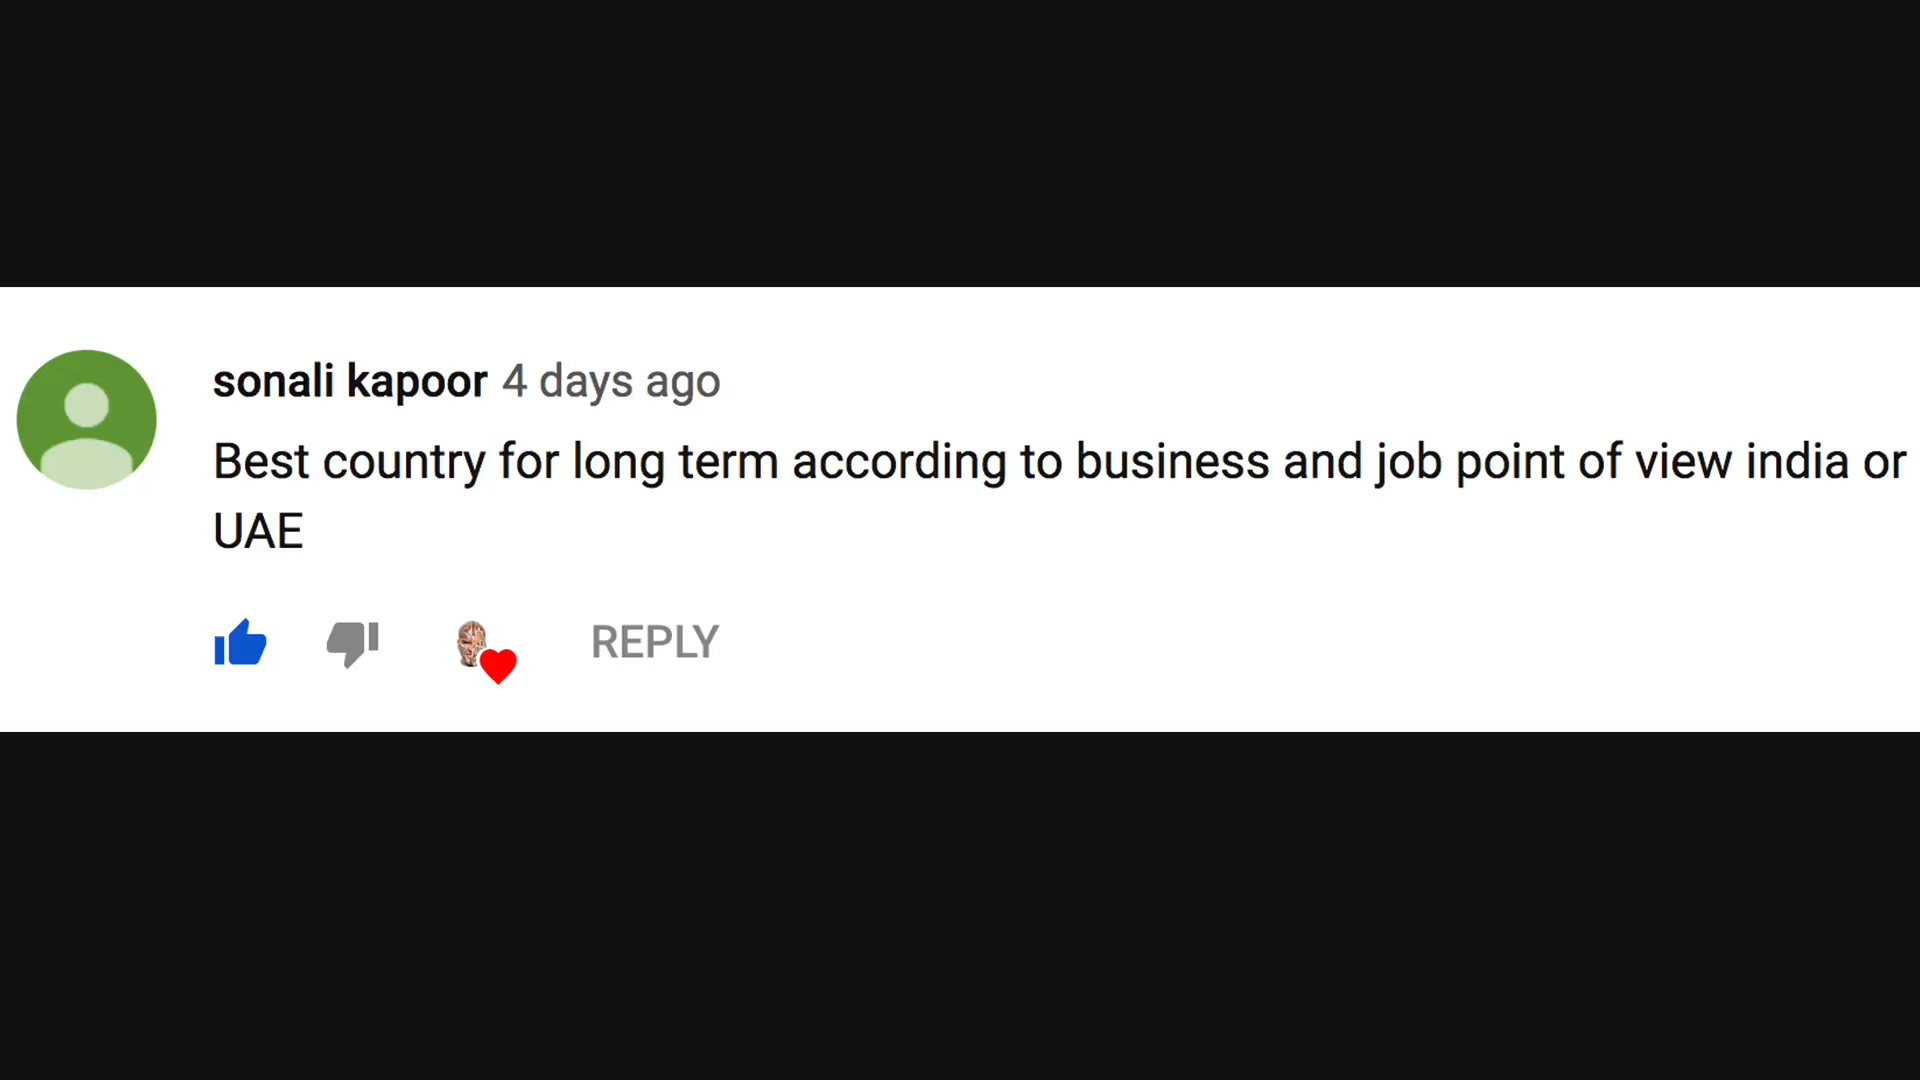 sonali kapoor 4 days ago
Best country for long term according to business and job point of view india or
UAE
REPLY